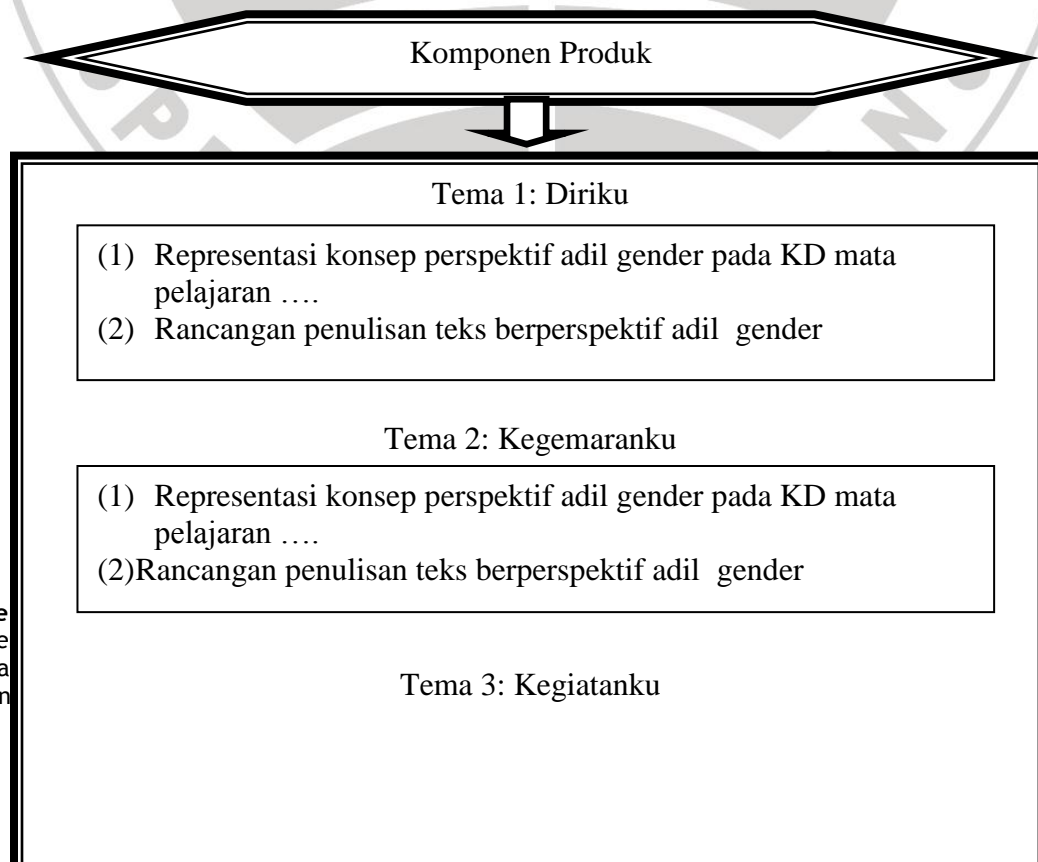 Komponen Produk
Tema 1: Diriku
(1) Representasi konsep perspektif adil gender pada KD mata
pelajaran ….
(2) Rancangan penulisan teks berperspektif adil gender
Tema 2: Kegemaranku
(1) Representasi konsep perspektif adil gender pada KD mata
pelajaran ….
(2)Rancangan penulisan teks berperspektif adil gender
Tema 3: Kegiatanku